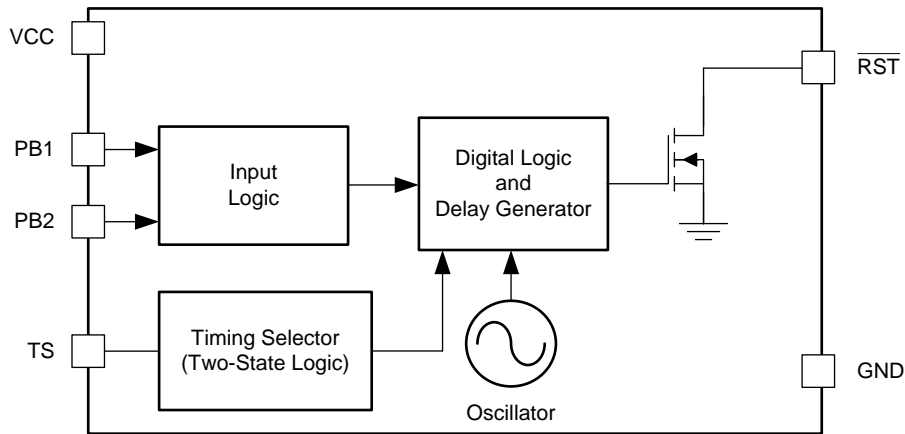 VCC
RST
PB1
PB2
Input
Logic
Digital Logic
and
Delay Generator
TS
Timing Selector
(Two-State Logic)
Oscillator
GND